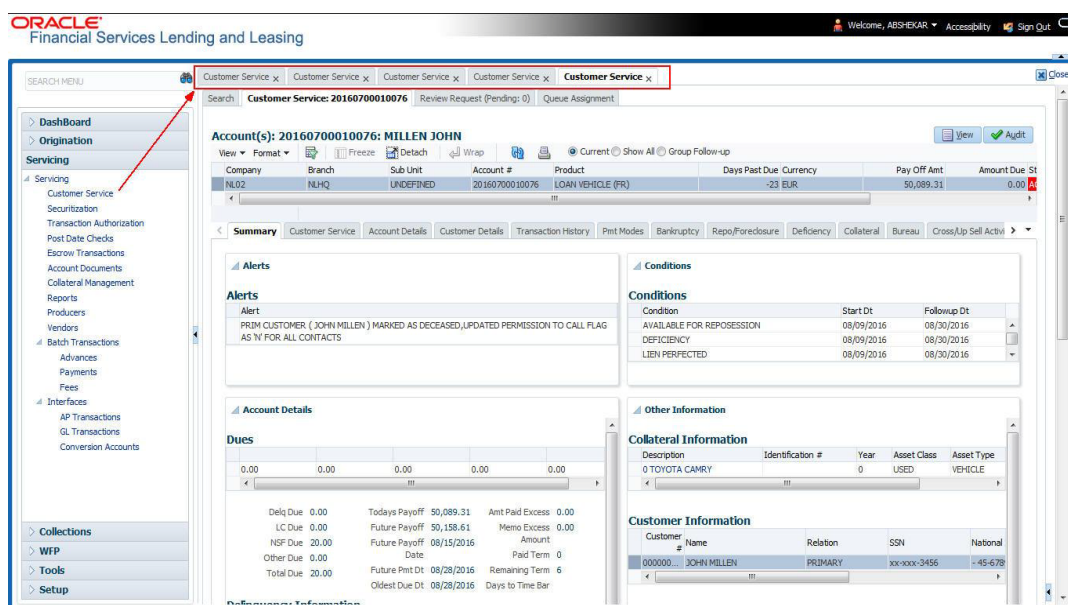 ORACLE
Financial Services Lending and Leasing
Welcome, ABSHEKAR Accessibility Sign Out
SEARCH MENU
DashBoard
Origination
Servicing
Servicing
Customer Service
Securitization
Transaction Authorization
Post Date Checks
Escrow Transactions
Account Documents
Collateral Management
Reports
Producers
Vendors
Batch Transactions
Advances
Payments
Fees
Interfaces
AP Transactions
GL Transactions
Conversion Accounts
Collections
WFP
Tools
Setup
Customer Service x Customer Service x Customer Service x Customer Service x Customer Service x
Close
Search Customer Service: 20160700010076 Review Request (Pending: 0) Queue Assignment
Account(s): 20160700010076: MILLEN JOHN
View Audit
View Format Freeze Detach Wrap Current Show All Group Follow-up
Company Branch Sub Unit Account # Product Days Past Due Currency Pay Off Amt Amount Due St
NL02 NLHQ UNDEFINED 20160700010076 LOAN VEHICLE (FR) -23 EUR 50,089.31 0.00
Summary Customer Service Account Details Customer Details Transaction History Pmt Modes Bankruptcy Repo/Foreclosure Deficiency Collateral Bureau Cross/Up Sell Activi
Alerts
Alerts
Alert
PRIM CUSTOMER ( JOHN MILLEN ) MARKED AS DECEASED,UPDATED PERMISSION TO CALL FLAG
AS 'N' FOR ALL CONTACTS
Conditions
Conditions
Condition Start Dt Followup Dt
AVAILABLE FOR REPOSESSION 08/09/2016 08/30/2016
DEFICIENCY 08/09/2016 08/30/2016
LIEN PERFECTED 08/09/2016 08/30/2016
Account Details
Dues
0.00 0.00 0.00 0.00 0.00
Delq Due 0.00 Todays Payoff 50,089.31 Amt Paid Excess 0.00
LC Due 0.00 Future Payoff 50,158.61 Memo Excess Amount 0.00
NSF Due 20.00 Future Payoff Date 08/15/2016 Paid Term 0
Other Due 0.00 Future Pmt Dt 08/28/2016 Remaining Term 6
Total Due 20.00 Oldest Due Dt 08/28/2016 Days to Time Bar
Delinquency Information
Other Information
Collateral Information
Description Identification # Year Asset Class Asset Type
0 TOYOTA CAMRY 0 USED VEHICLE
Customer Information
Customer # Name Relation SSN National
000000... JOHN MILLEN PRIMARY xx-xxx-3456